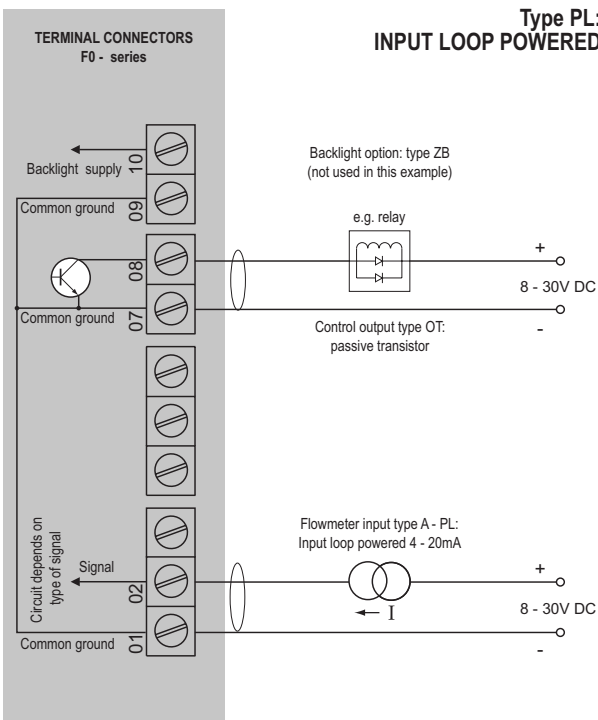 Type PL:
INPUT LOOP POWERED
TERMINAL CONNECTORS
F0 - series
Backlight supply
10
Common ground
09
Backlight option: type ZB
(not used in this example)
e.g. relay
08
+
8 - 30V DC
-
Common ground
07
Control output type OT:
passive transistor
Circuit depends on
type of signal
Signal
02
Flowmeter input type A - PL:
Input loop powered 4 - 20mA
I
+
8 - 30V DC
-
Common ground
01